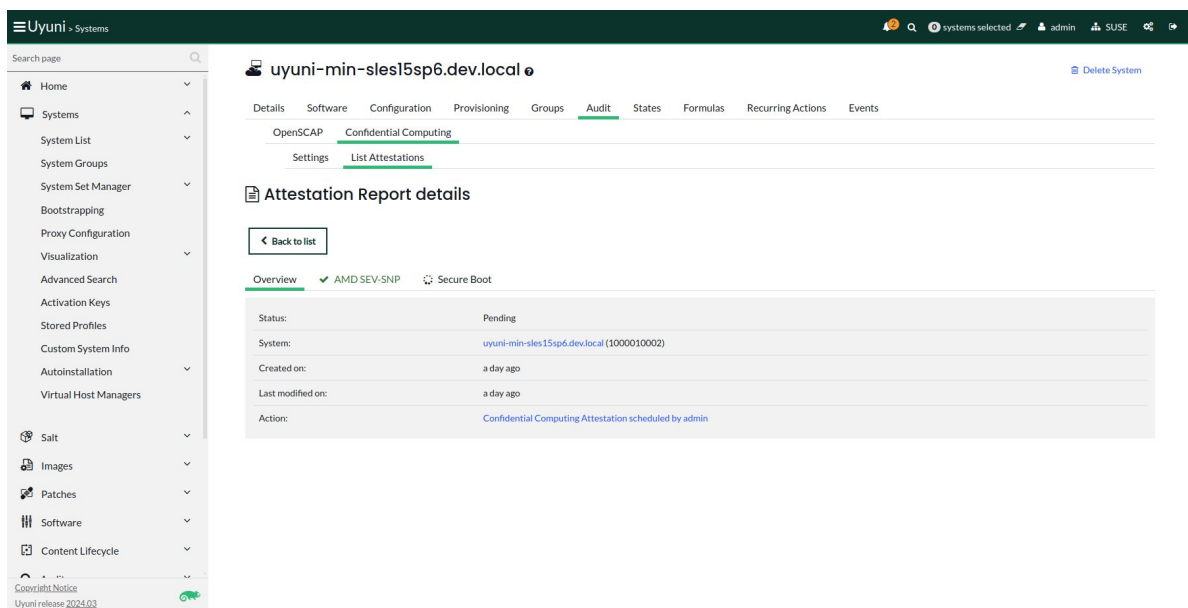 Uyuni > Systems
2
0 systems selected
admin
SUSE
Search page
Home
Systems
System List
System Groups
System Set Manager
Bootstrapping
Proxy Configuration
Visualization
Advanced Search
Activation Keys
Stored Profiles
Custom System Info
Autoinstallation
Virtual Host Managers
Salt
Images
Patches
Software
Content Lifecycle
Copyright Notice
Uyuni release 2024.03
uyuni-min-sles15sp6.dev.local
Delete System
Details Software Configuration Provisioning Groups Audit States Formulas Recurring Actions Events
OpenSCAP Confidential Computing
Settings List Attestations
Attestation Report details
Back to list
Overview AMD SEV-SNP Secure Boot
Status: Pending
System: uyuni-min-sles15sp6.dev.local (1000010002)
Created on: a day ago
Last modified on: a day ago
Action: Confidential Computing Attestation scheduled by admin